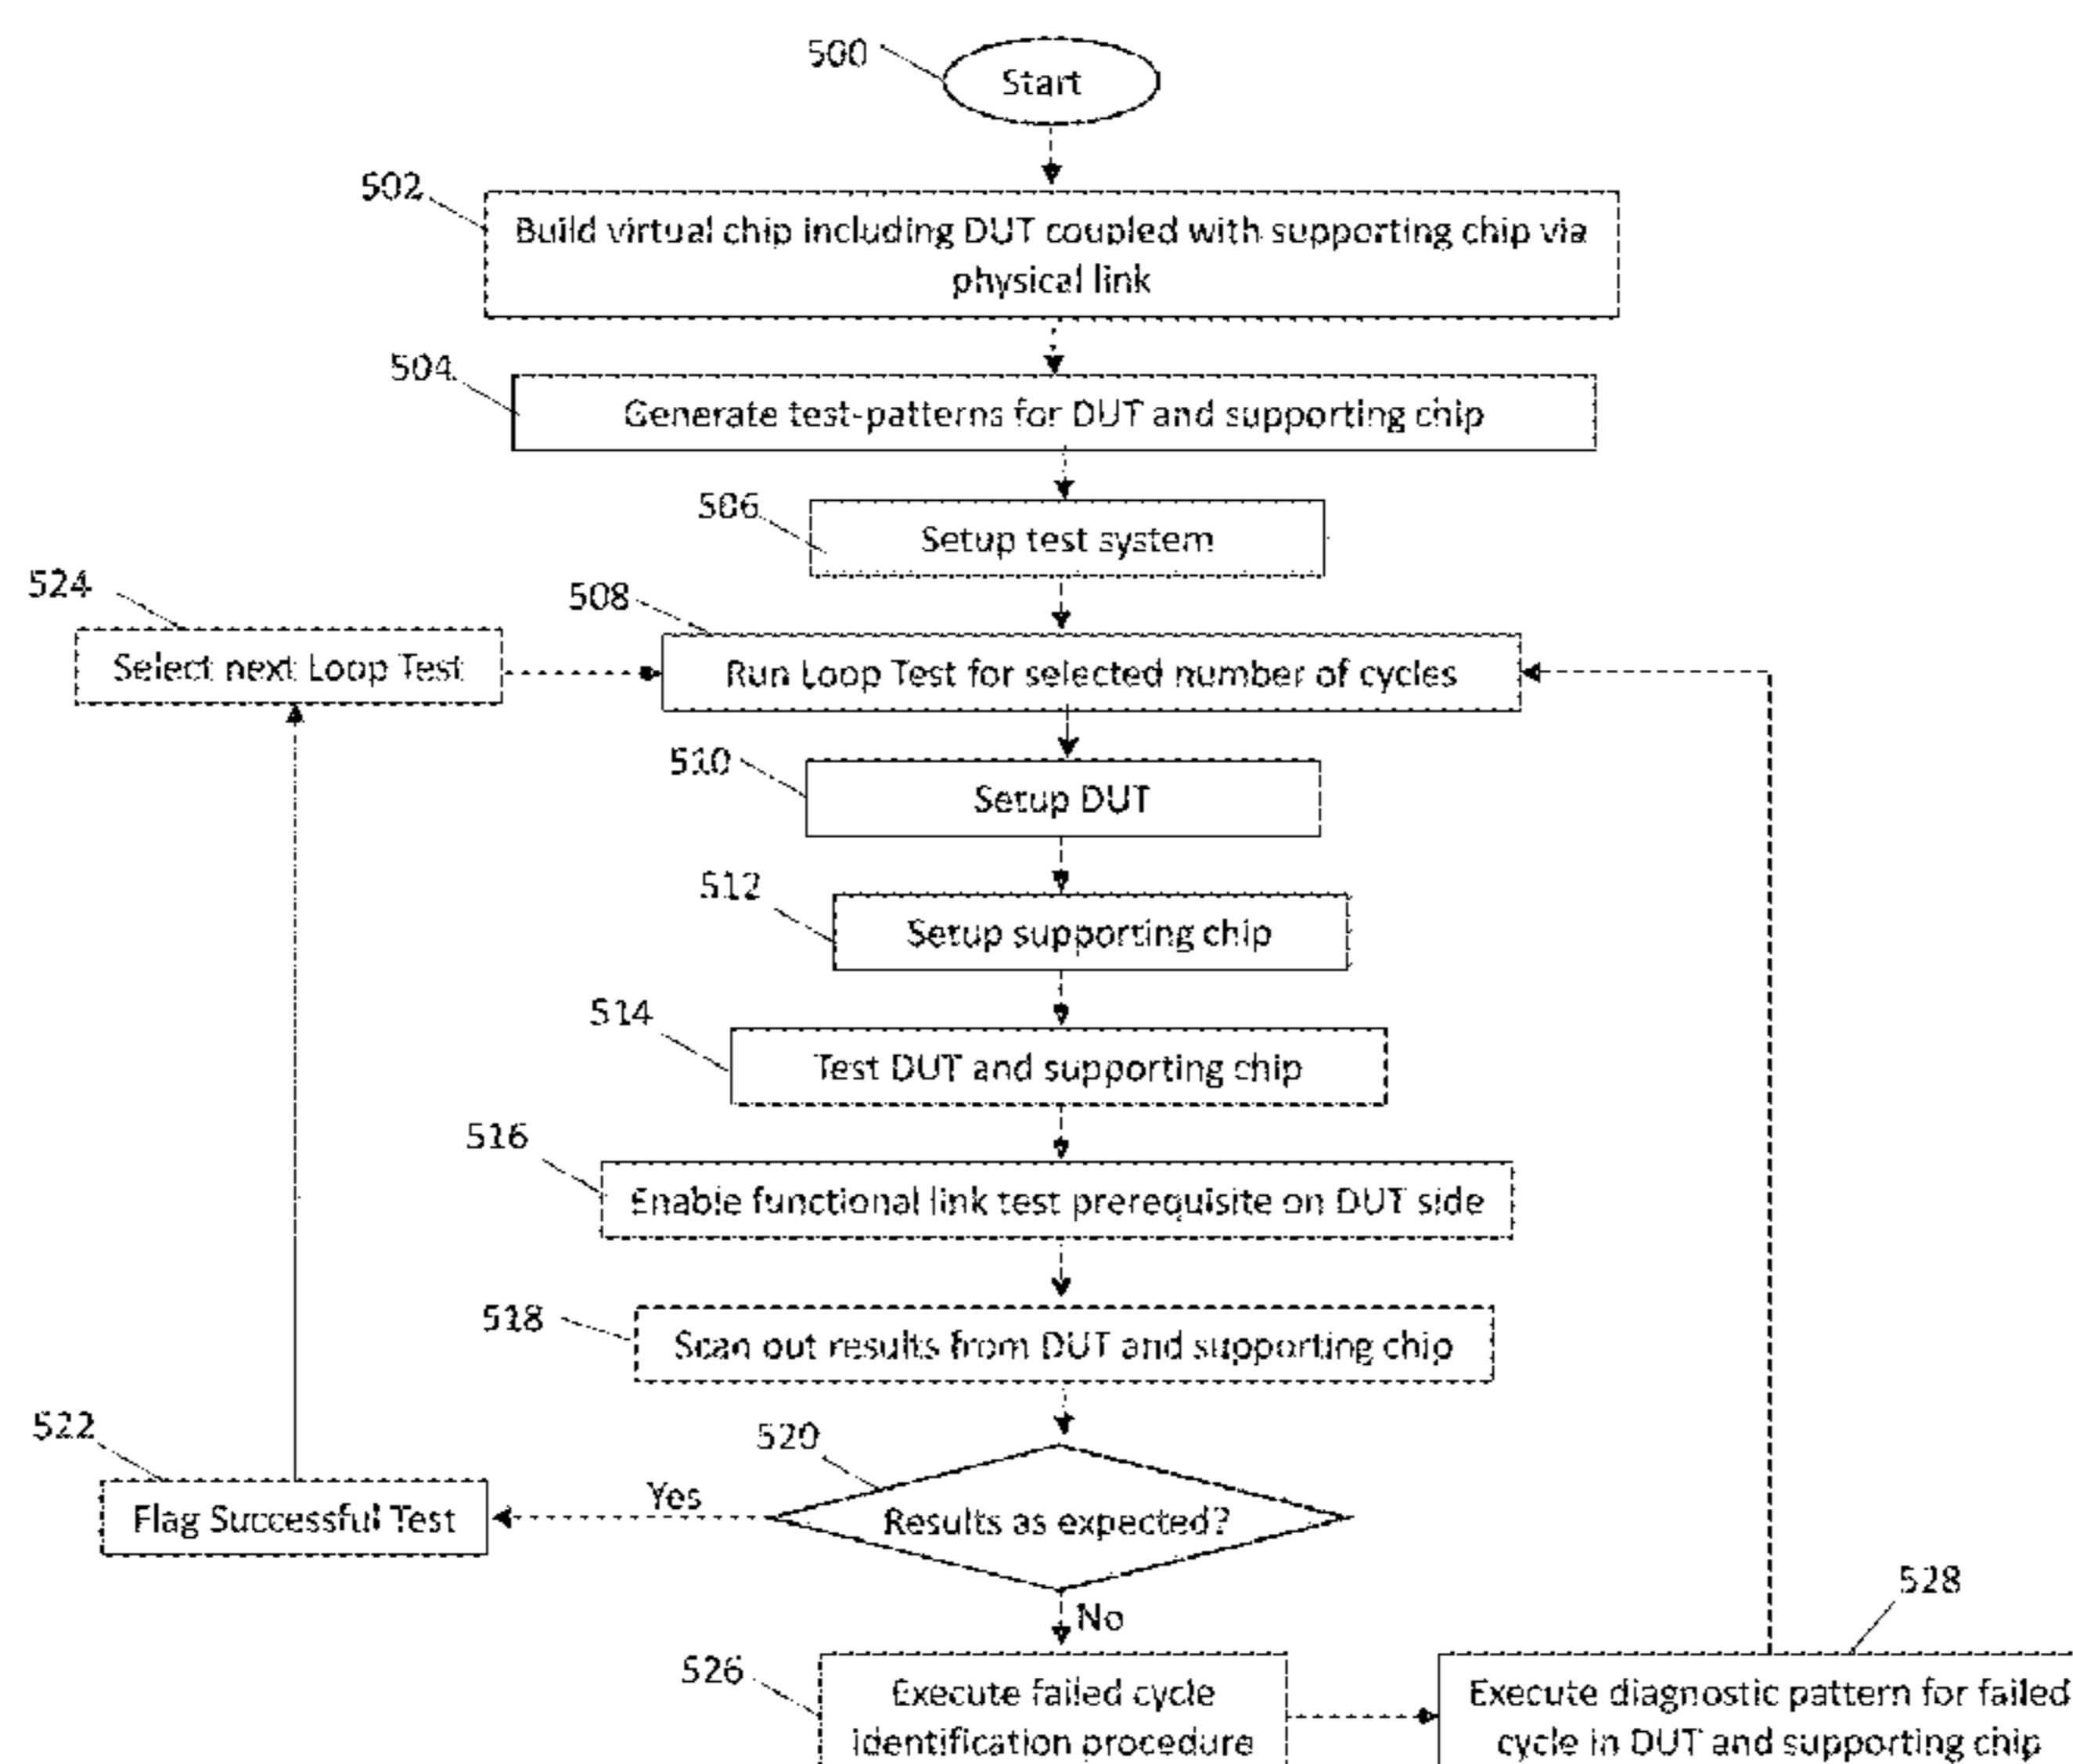 500
Start
502
Build virtual chip including DUT coupled with supporting chip via
physical link
504
Generate test-patterns for DUT and supporting chip
506
Setup test system
524
508
Select next Loop Test
Run Loop Test for selected number of cycles
510
Setup DUT
512
Setup supporting chip
514
Test DUT and supporting chip
516
Enable functional link test prerequisite on DUT side
518
Scan out results from DUT and supporting chip
522
520
Flag Successful Test
Yes
Results as expected?
No
528
526
Execute failed cycle
identification procedure
Execute diagnostic pattern for failed
cycle in DUT and supporting chip